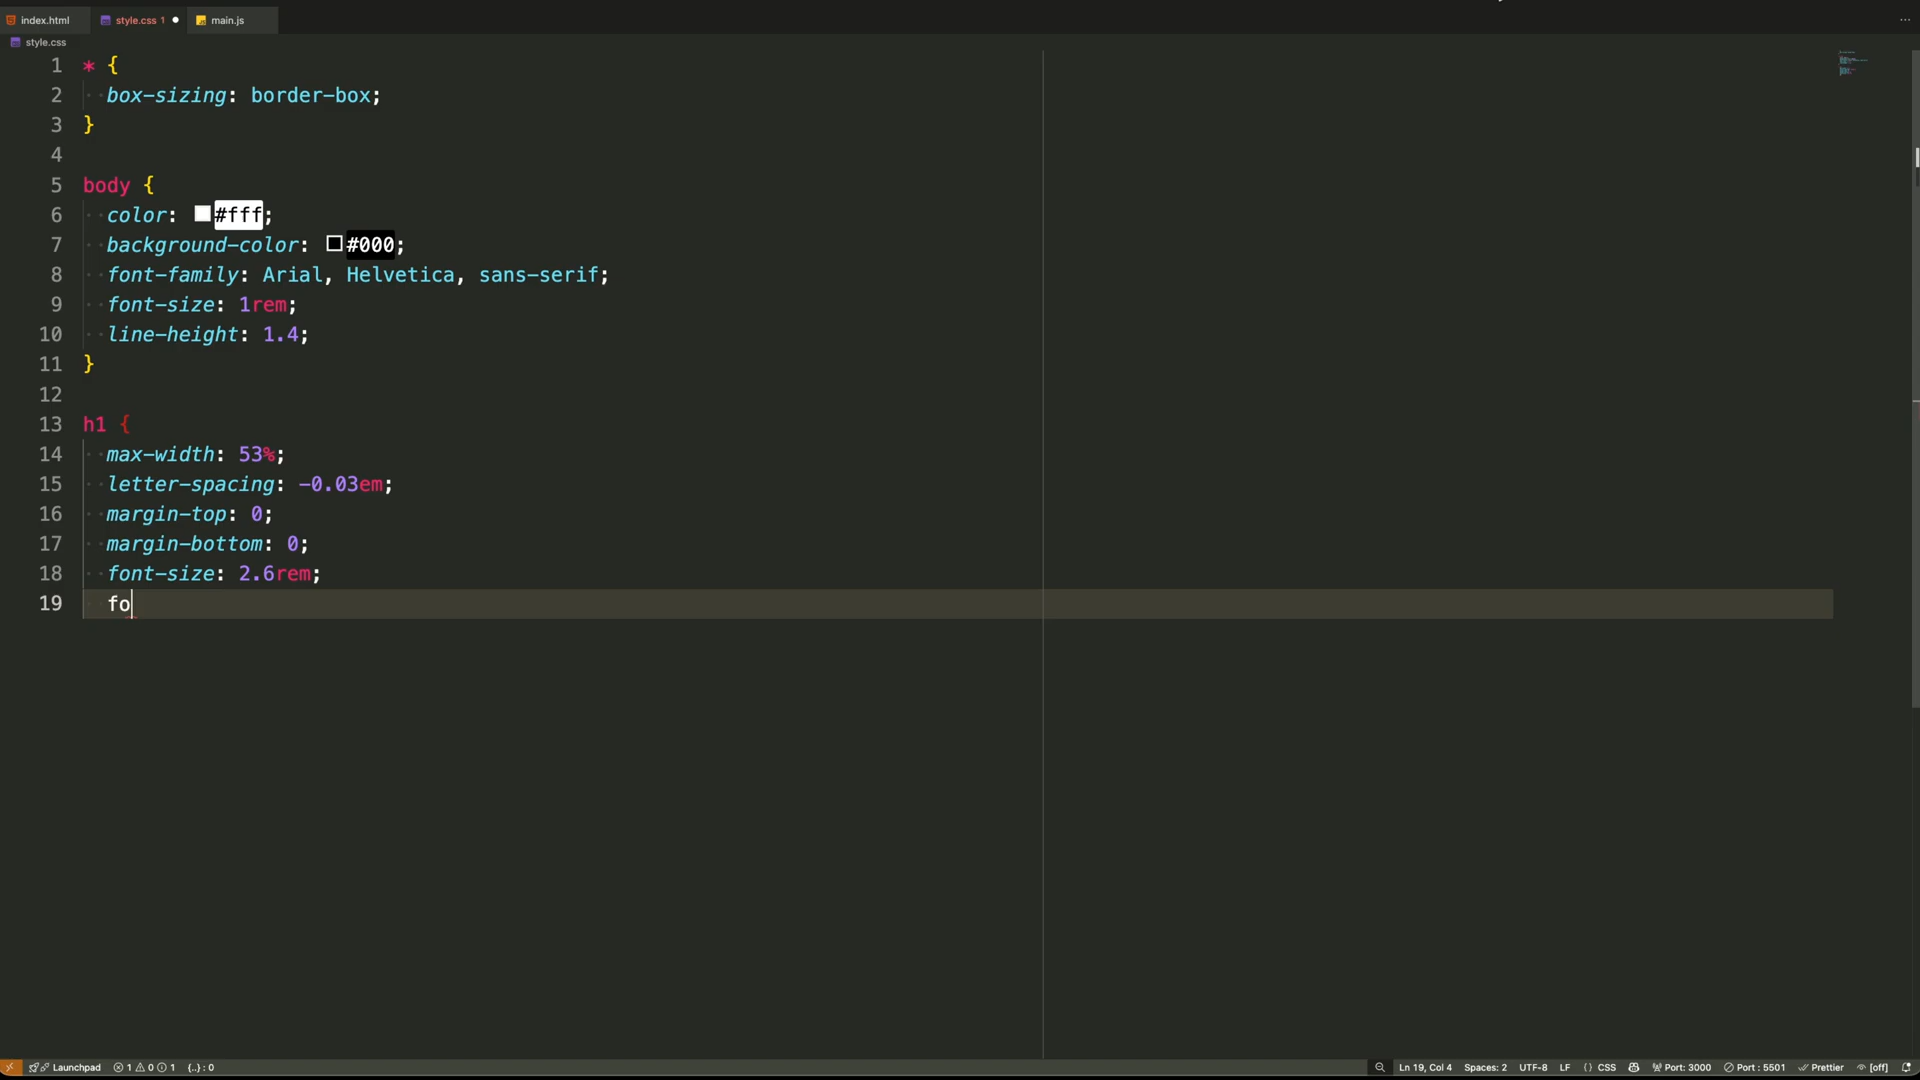 index.html style.css 1 main.js ...
style.css
1 * {
2 box-sizing: border-box;
3 }
4
5 body {
6 color: #fff;
7 background-color: #000;
8 font-family: Arial, Helvetica, sans-serif;
9 font-size: 1rem;
10 line-height: 1.4;
11 }
12
13 h1 {
14 max-width: 53%;
15 letter-spacing: -0.03em;
16 margin-top: 0;
17 margin-bottom: 0;
18 font-size: 2.6rem;
19 fo
Launchpad 1 0 1 {..} : 0 Ln 19, Col 4 Spaces: 2 UTF-8 LF { } CSS Port: 3000 Port : 5501 Prettier [off]